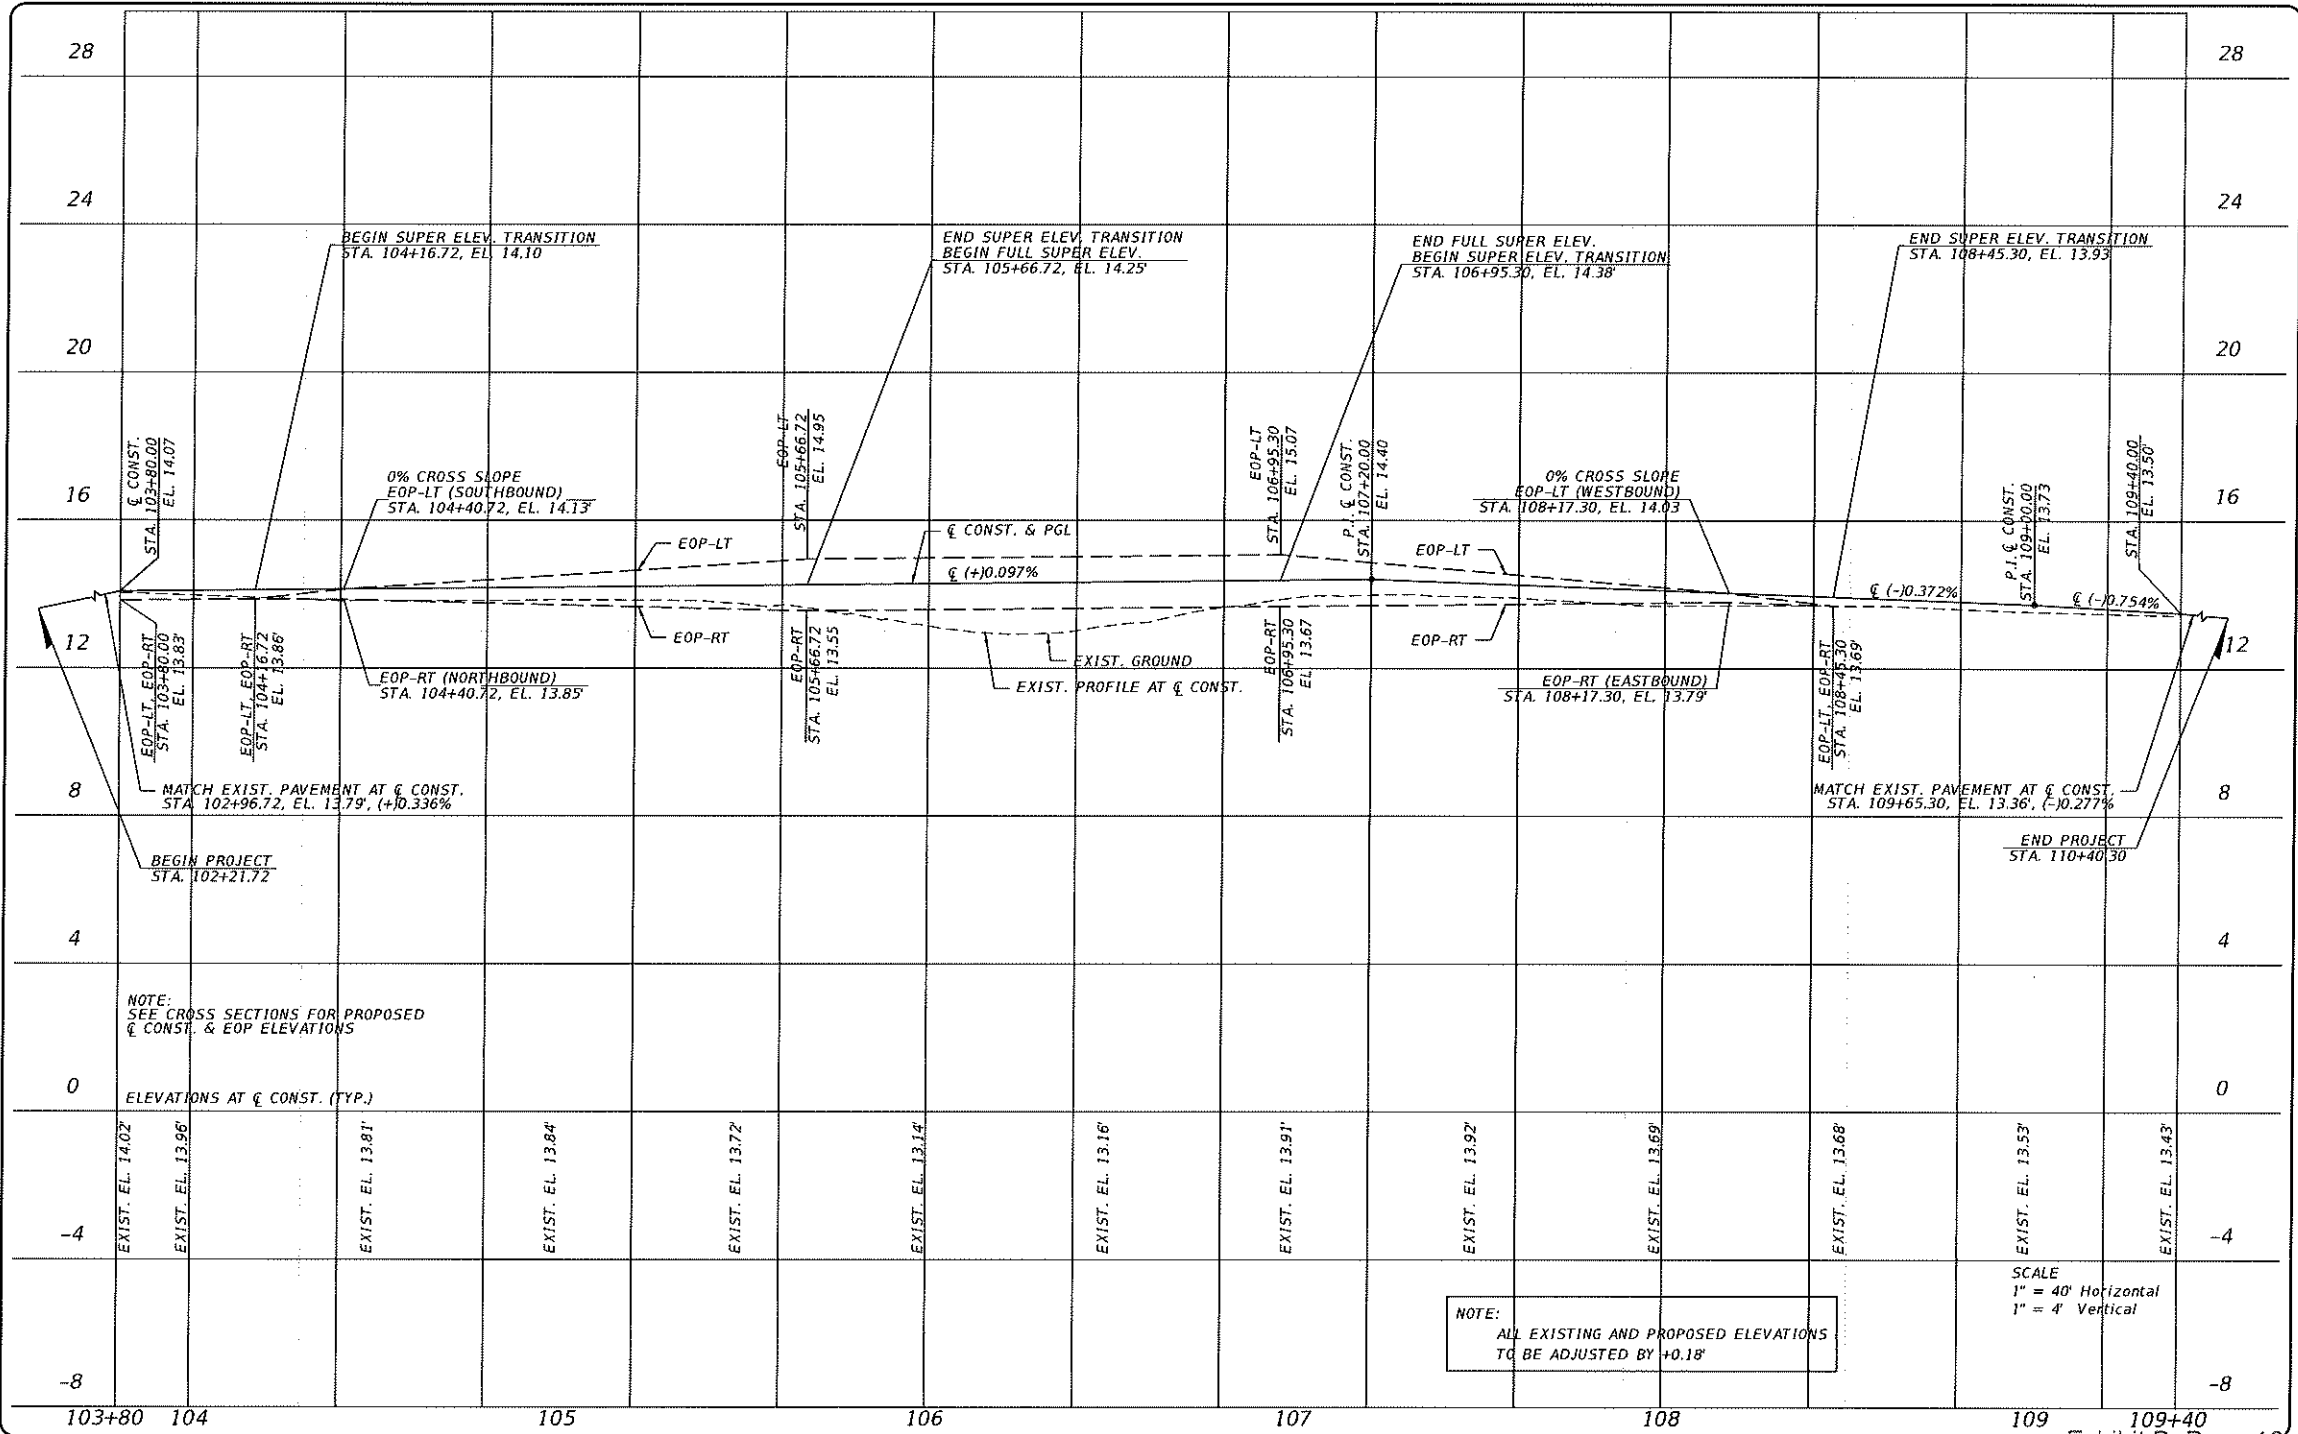 28
28
24
24
BEGIN SUPER ELEV. TRANSITION
STA. 104+16.72, EL. 14.10
END SUPER ELEV. TRANSITION
BEGIN FULL SUPER ELEV.
STA. 105+66.72, EL. 14.25'
END FULL SUPER ELEV.
BEGIN SUPER ELEV. TRANSITION
STA. 106+95.30, EL. 14.38'
END SUPER ELEV. TRANSITION
STA. 108+45.30, EL. 13.93
20
20
℄ CONST.
STA. 103+80.00
EL. 14.07
EOP-LT
STA. 105+66.72
EL. 14.95
EOP-LT
STA. 106+95.30
EL. 15.07
P.I. ℄ CONST.
STA. 107+20.00
EL. 14.40
P.I. ℄ CONST.
STA. 109+00.00
EL. 13.73
STA. 109+40.00
EL. 13.50'
0% CROSS SLOPE
EOP-LT (SOUTHBOUND)
STA. 104+40.72, EL. 14.13'
0% CROSS SLOPE
EOP-LT (WESTBOUND)
STA. 108+17.30, EL. 14.03
16
16
℄ CONST. & PGL
EOP-LT
EOP-LT
℄ (+)0.097%
℄ (-)0.372%
℄ (-)0.754%
12
12
EOP-LT, EOP-RT
STA. 103+80.00
EL. 13.83'
EOP-LT, EOP-RT
STA. 104+16.72
EL. 13.86'
EOP-RT
EOP-RT
STA. 105+66.72
EL. 13.55
EOP-RT
STA. 106+95.30
EL. 13.67
EOP-RT
EOP-LT, EOP-RT
STA. 108+45.30
EL. 13.69'
EXIST. GROUND
EXIST. PROFILE AT ℄ CONST.
EOP-RT (NORTHBOUND)
STA. 104+40.72, EL. 13.85'
EOP-RT (EASTBOUND)
STA. 108+17.30, EL. 13.79'
8
8
MATCH EXIST. PAVEMENT AT ℄ CONST.
STA. 102+96.72, EL. 13.79', (+)0.336%
MATCH EXIST. PAVEMENT AT ℄ CONST.
STA. 109+65.30, EL. 13.36', (-)0.277%
BEGIN PROJECT
STA. 102+21.72
END PROJECT
STA. 110+40.30
4
4
NOTE:
SEE CROSS SECTIONS FOR PROPOSED
℄ CONST. & EOP ELEVATIONS
0
0
ELEVATIONS AT ℄ CONST. (TYP.)
EXIST. EL. 14.02'
EXIST. EL. 13.96'
EXIST. EL. 13.81'
EXIST. EL. 13.84'
EXIST. EL. 13.72'
EXIST. EL. 13.14'
EXIST. EL. 13.16'
EXIST. EL. 13.91'
EXIST. EL. 13.92'
EXIST. EL. 13.69'
EXIST. EL. 13.68'
EXIST. EL. 13.53'
EXIST. EL. 13.43'
-4
-4
SCALE
1" = 40' Horizontal
1" = 4' Vertical
NOTE:
ALL EXISTING AND PROPOSED ELEVATIONS
TO BE ADJUSTED BY +0.18'
-8
-8
103+80 104 105 106 107 108 109 109+40